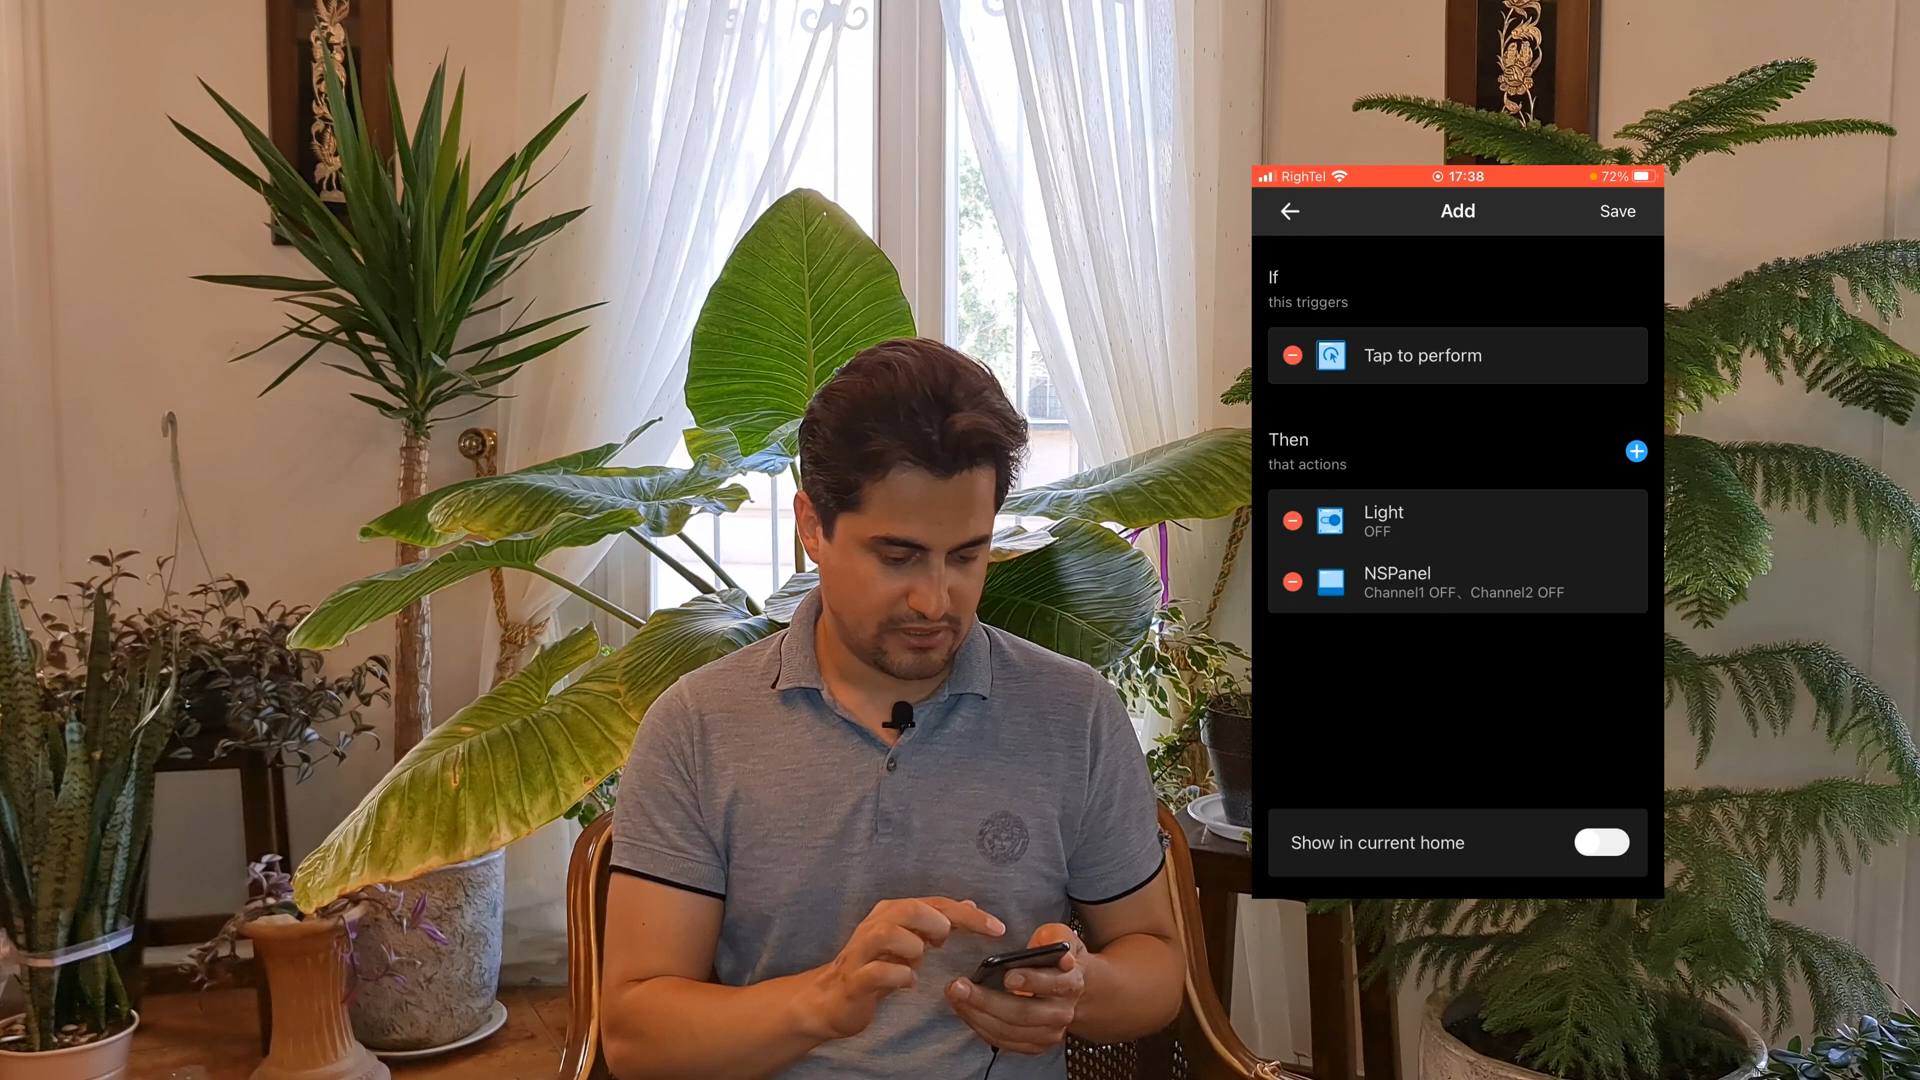 RighTel 17:38 72%
Add Save
If
this triggers
Tap to perform
Then
that actions
Light
OFF
NSPanel
Channel1 OFF、Channel2 OFF
Show in current home